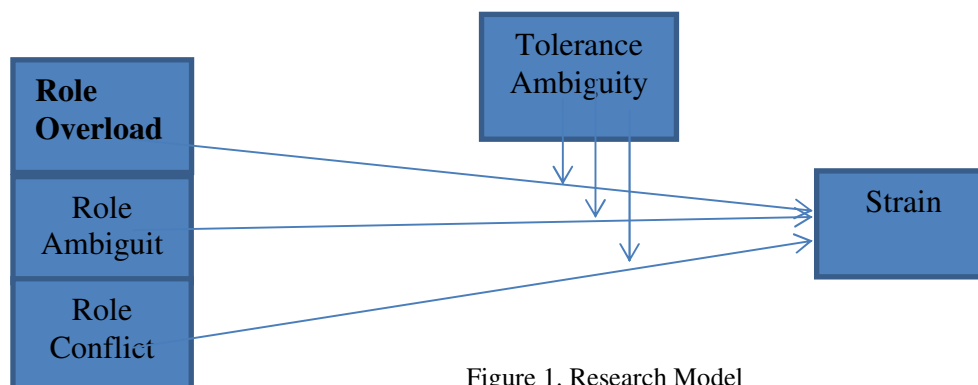 Role
Overload
Role
Ambiguit
Role
Conflict
Tolerance
Ambiguity
Strain
Figure 1. Research Model